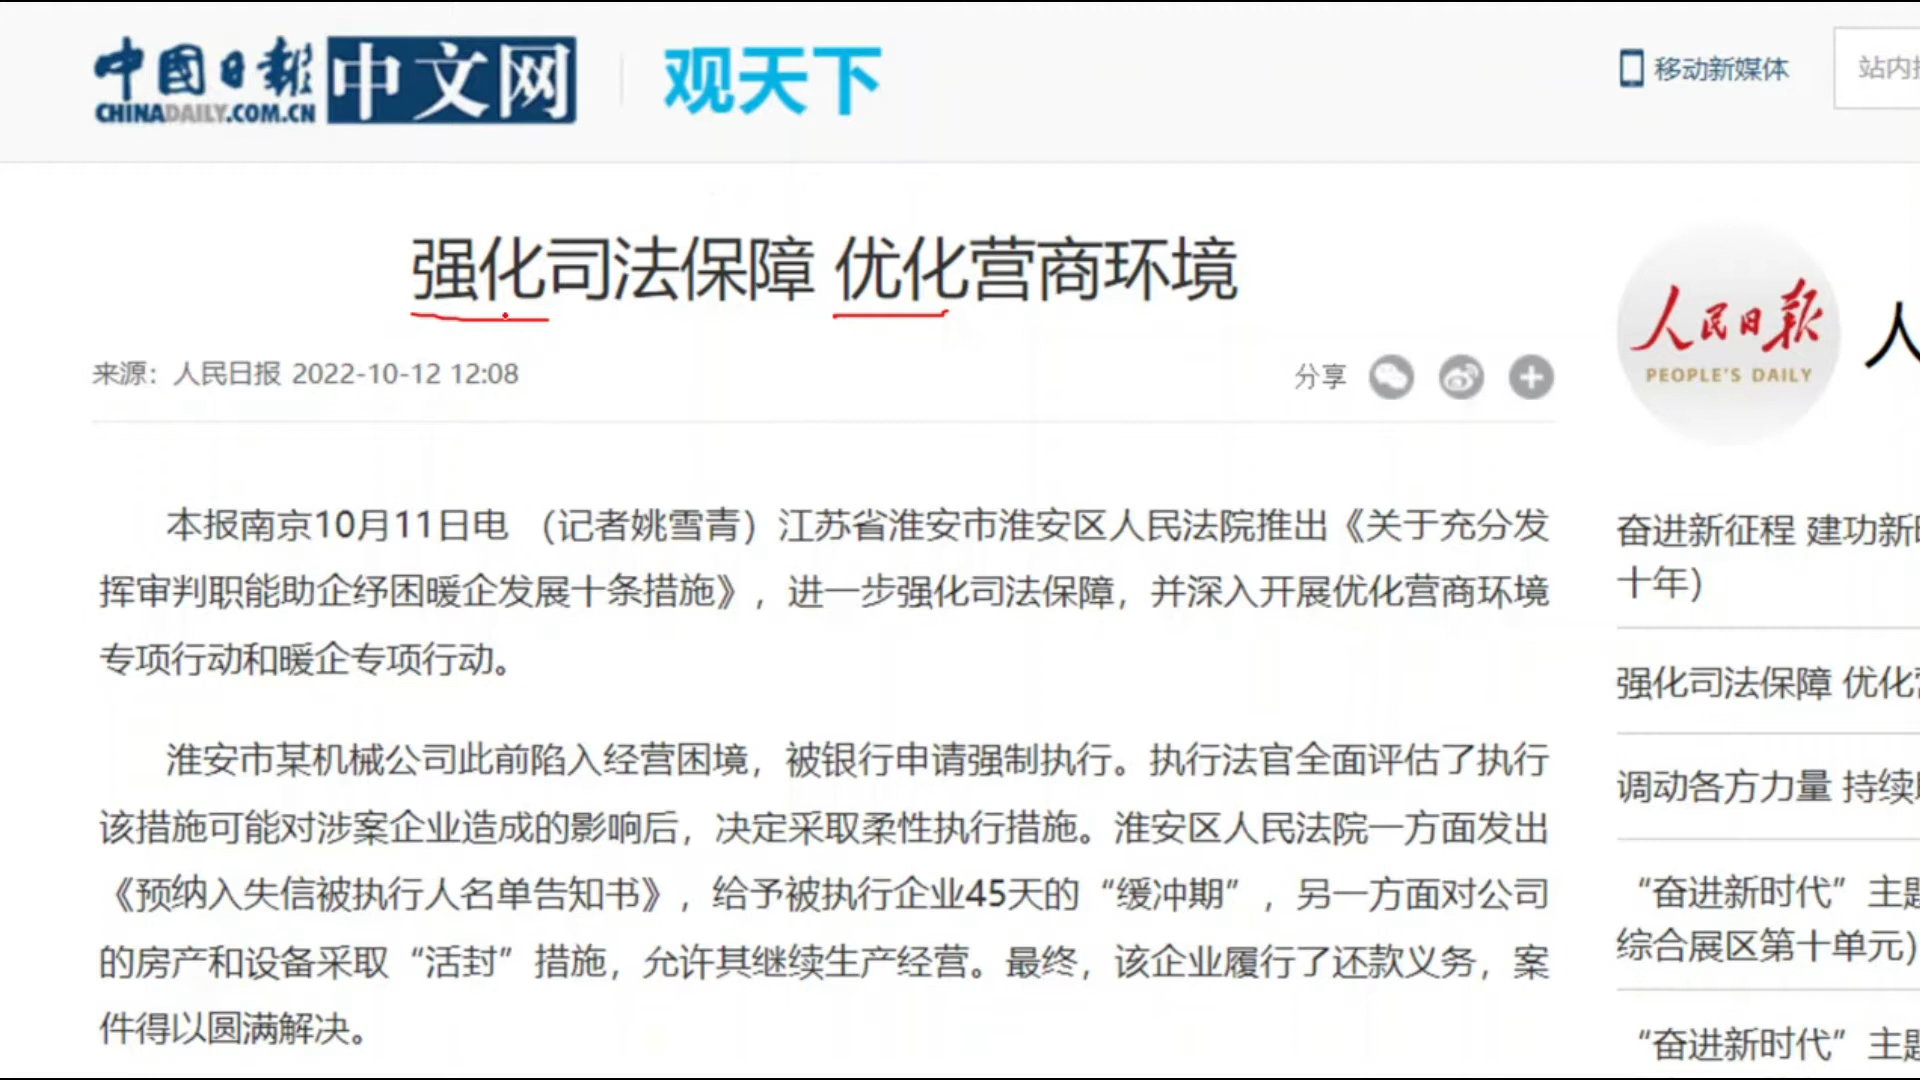 中國日報 中文网
CHINADAILY.COM.CN
观天下
移动新媒体
站内
强化司法保障 优化营商环境
来源：人民日报 2022-10-12 12:08
分享
本报南京10月11日电 （记者姚雪青）江苏省淮安市淮安区人民法院推出《关于充分发
挥审判职能助企纾困暖企发展十条措施》，进一步强化司法保障，并深入开展优化营商环境
专项行动和暖企专项行动。
淮安市某机械公司此前陷入经营困境，被银行申请强制执行。执行法官全面评估了执行
该措施可能对涉案企业造成的影响后，决定采取柔性执行措施。淮安区人民法院一方面发出
《预纳入失信被执行人名单告知书》，给予被执行企业45天的“缓冲期”，另一方面对公司
的房产和设备采取“活封”措施，允许其继续生产经营。最终，该企业履行了还款义务，案
件得以圆满解决。
人民日报
PEOPLE'S DAILY
人
奋进新征程 建功新
十年)
强化司法保障 优化
调动各方力量 持续
“奋进新时代”主题
综合展区第十单元)
“奋进新时代”主题